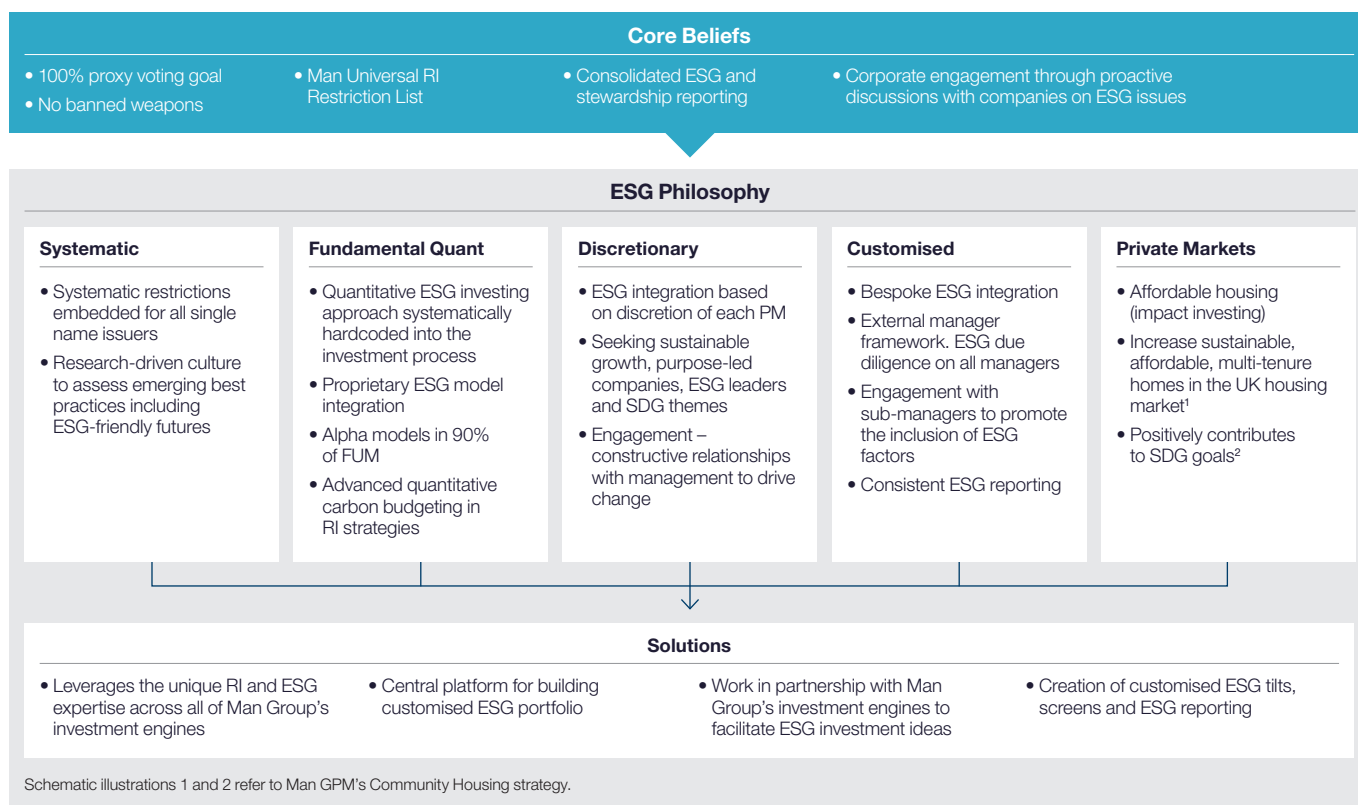 Core Beliefs
• 100% proxy voting goal
• No banned weapons
• Man Universal RI
Restriction List
• Consolidated ESG and
stewardship reporting
• Corporate engagement through proactive
discussions with companies on ESG issues
ESG Philosophy
Systematic
• Systematic restrictions
embedded for all single
name issuers
• Research-driven culture
to assess emerging best
practices including
ESG-friendly futures
Fundamental Quant
• Quantitative ESG investing
approach systematically
hardcoded into the
investment process
• Proprietary ESG model
integration
• Alpha models in 90%
of FUM
• Advanced quantitative
carbon budgeting in
RI strategies
Discretionary
• ESG integration based
on discretion of each PM
• Seeking sustainable
growth, purpose-led
companies, ESG leaders
and SDG themes
• Engagement –
constructive relationships
with management to drive
change
Customised
• Bespoke ESG integration
• External manager
framework. ESG due
diligence on all managers
• Engagement with
sub-managers to promote
the inclusion of ESG
factors
• Consistent ESG reporting
Private Markets
• Affordable housing
(impact investing)
• Increase sustainable,
affordable, multi-tenure
homes in the UK housing
market¹
• Positively contributes
to SDG goals²
Solutions
• Leverages the unique RI and ESG
expertise across all of Man Group's
investment engines
• Central platform for building
customised ESG portfolio
• Work in partnership with Man
Group's investment engines to
facilitate ESG investment ideas
• Creation of customised ESG tilts,
screens and ESG reporting
Schematic illustrations 1 and 2 refer to Man GPM's Community Housing strategy.